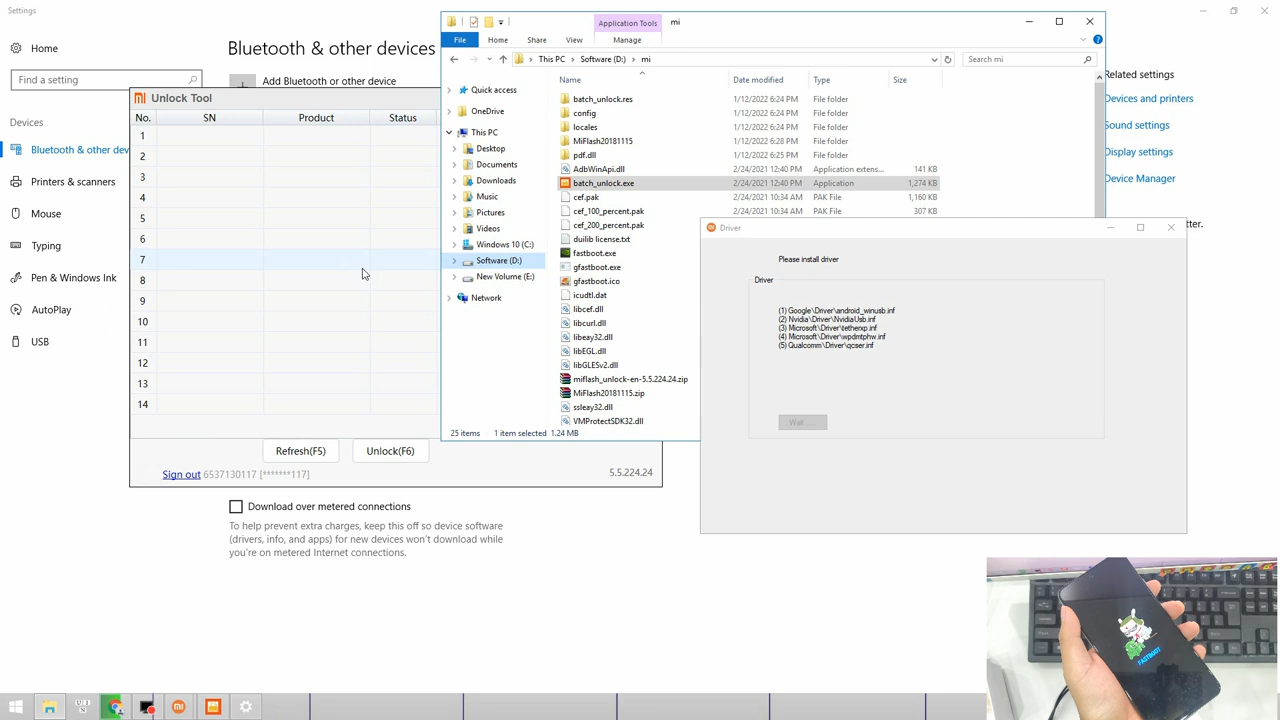 Settings
Home
Find a setting
Devices
Bluetooth & other dev
Printers & scanners
Mouse
Typing
Pen & Windows Ink
AutoPlay
USB
Bluetooth & other devices
Add Bluetooth or other device
Unlock Tool
No. SN Product Status
1
2
3
4
5
6
7
8
9
10
11
12
13
14
Refresh(F5) Unlock(F6)
Sign out 6537130117 [*******117]
5.5.224.24
Download over metered connections
To help prevent extra charges, keep this off so device software
(drivers, info, and apps) for new devices won't download while
you're on metered Internet connections.
Application Tools mi
File Home Share View Manage
This PC Software (D:) mi
Search mi
Quick access
OneDrive
This PC
Desktop
Documents
Downloads
Music
Pictures
Videos
Windows 10 (C:)
Software (D:)
New Volume (E:)
Network
Name Date modified Type Size
batch_unlock.res 1/12/2022 6:24 PM File folder
config 1/12/2022 6:24 PM File folder
locales 1/12/2022 6:24 PM File folder
MiFlash20181115 1/12/2022 6:28 PM File folder
pdf.dll 1/12/2022 6:25 PM File folder
AdbWinApi.dll 2/24/2021 12:40 PM Application extens... 141 KB
batch_unlock.exe 2/24/2021 12:40 PM Application 1,274 KB
cef.pak 2/24/2021 10:34 AM PAK File 1,160 KB
cef_100_percent.pak 2/24/2021 10:34 AM PAK File 307 KB
cef_200_percent.pak
duilib license.txt
fastboot.exe
gfastboot.exe
gfastboot.ico
icudtl.dat
libcef.dll
libcurl.dll
libeay32.dll
libEGL.dll
libGLESv2.dll
miflash_unlock-en-5.5.224.24.zip
MiFlash20181115.zip
ssleay32.dll
VMProtectSDK32.dll
25 items 1 item selected 1.24 MB
Driver
Please install driver
Driver
(1) Google\Driver\android_winusb.inf
(2) Nvidia\Driver\NvidiaUsb.inf
(3) Microsoft\Driver\tetherxp.inf
(4) Microsoft\Driver\wpdmtphw.inf
(5) Qualcomm\Driver\qcser.inf
Wait.....
Related settings
Devices and printers
Sound settings
Display settings
Device Manager
tter.
FASTBOOT